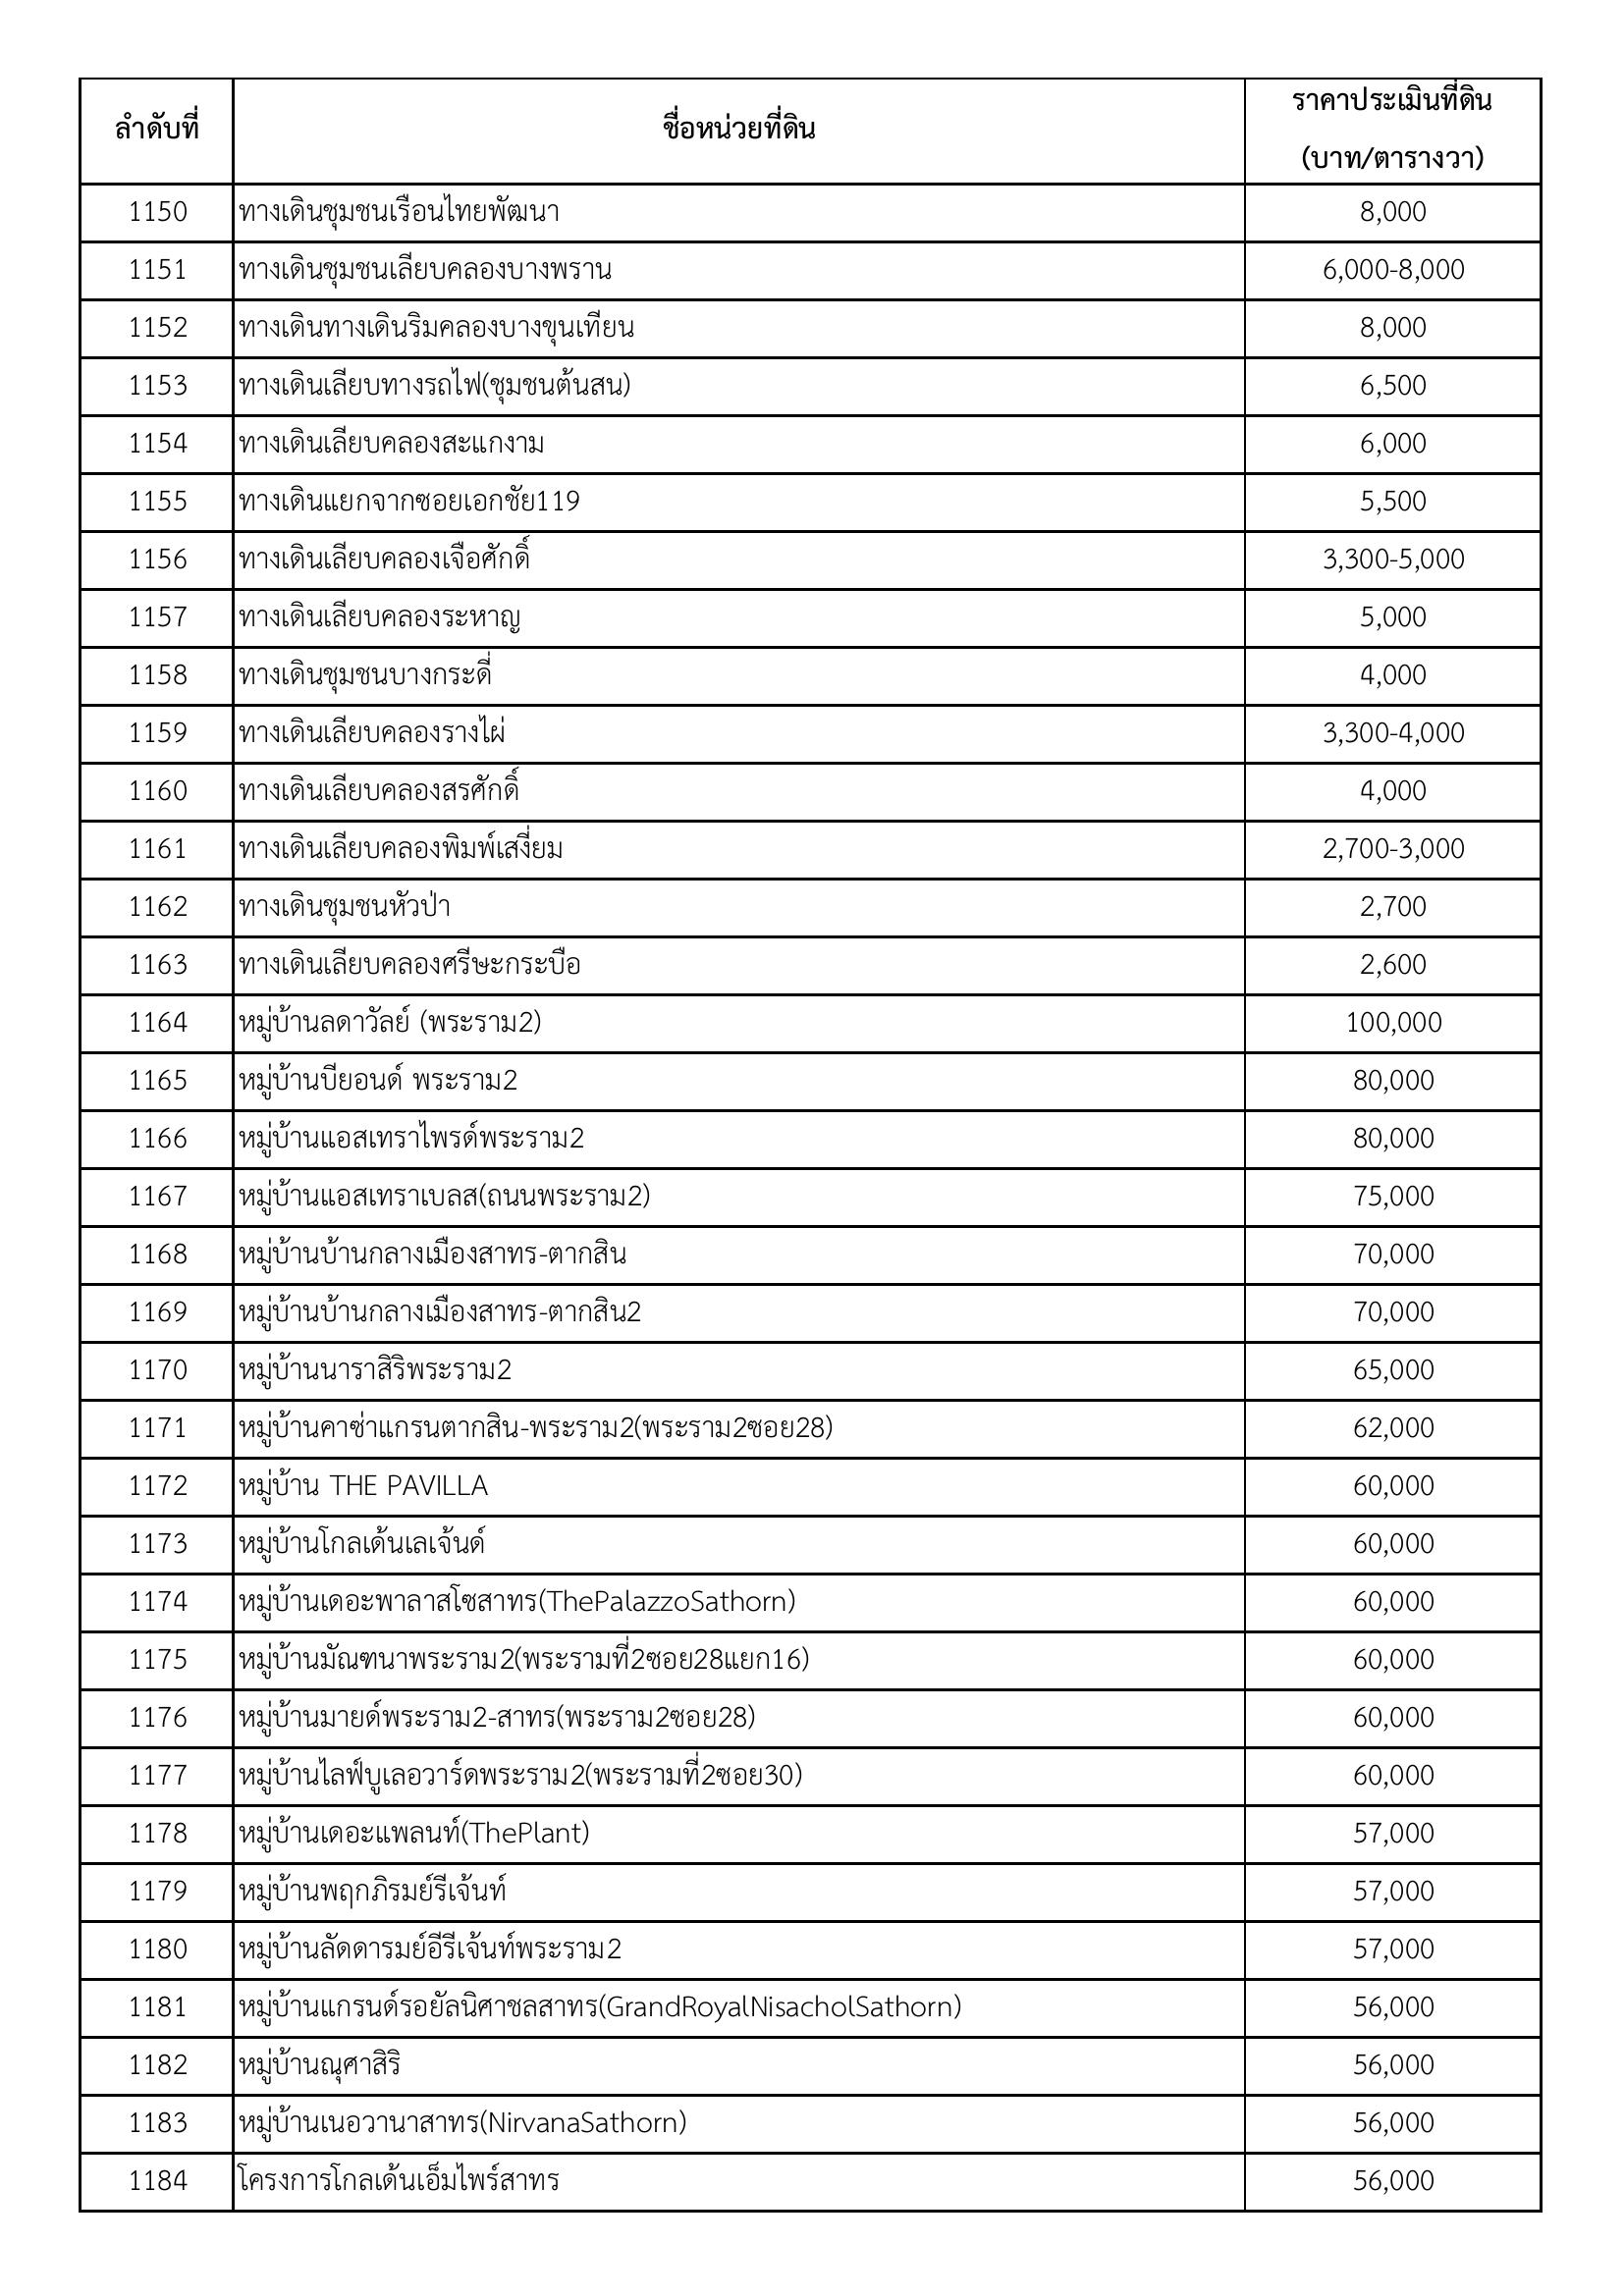 ลำดับที่ ชื่อหน่วยที่ดิน ราคาประเมินที่ดิน
(บาท/ตารางวา)
1150 ทางเดินชุมชนเรือนไทยพัฒนา 8,000
1151 ทางเดินชุมชนเลียบคลองบางพราน 6,000-8,000
1152 ทางเดินทางเดินริมคลองบางขุนเทียน 8,000
1153 ทางเดินเลียบทางรถไฟ(ชุมชนต้นสน) 6,500
1154 ทางเดินเลียบคลองสะแกงาม 6,000
1155 ทางเดินแยกจากซอยเอกชัย119 5,500
1156 ทางเดินเลียบคลองเจือศักดิ์ 3,300-5,000
1157 ทางเดินเลียบคลองระหาญ 5,000
1158 ทางเดินชุมชนบางกระดี่ 4,000
1159 ทางเดินเลียบคลองรางไผ่ 3,300-4,000
1160 ทางเดินเลียบคลองสรศักดิ์ 4,000
1161 ทางเดินเลียบคลองพิมพ์เสงี่ยม 2,700-3,000
1162 ทางเดินชุมชนหัวป่า 2,700
1163 ทางเดินเลียบคลองศรีษะกระบือ 2,600
1164 หมู่บ้านลดาวัลย์ (พระราม2) 100,000
1165 หมู่บ้านบียอนด์ พระราม2 80,000
1166 หมู่บ้านแอสเทราไพรด์พระราม2 80,000
1167 หมู่บ้านแอสเทราเบลส(ถนนพระราม2) 75,000
1168 หมู่บ้านบ้านกลางเมืองสาทร-ตากสิน 70,000
1169 หมู่บ้านบ้านกลางเมืองสาทร-ตากสิน2 70,000
1170 หมู่บ้านนาราสิริพระราม2 65,000
1171 หมู่บ้านคาซ่าแกรนตากสิน-พระราม2(พระราม2ซอย28) 62,000
1172 หมู่บ้าน THE PAVILLA 60,000
1173 หมู่บ้านโกลเด้นเลเจ้นด์ 60,000
1174 หมู่บ้านเดอะพาลาสโซสาทร(ThePalazzoSathorn) 60,000
1175 หมู่บ้านมัณฑนาพระราม2(พระรามที่2ซอย28แยก16) 60,000
1176 หมู่บ้านมายด์พระราม2-สาทร(พระราม2ซอย28) 60,000
1177 หมู่บ้านไลฟ์บูเลอวาร์ดพระราม2(พระรามที่2ซอย30) 60,000
1178 หมู่บ้านเดอะแพลนท์(ThePlant) 57,000
1179 หมู่บ้านพฤกภิรมย์รีเจ้นท์ 57,000
1180 หมู่บ้านลัดดารมย์อีรีเจ้นท์พระราม2 57,000
1181 หมู่บ้านแกรนด์รอยัลนิศาชลสาทร(GrandRoyalNisacholSathorn) 56,000
1182 หมู่บ้านณุศาสิริ 56,000
1183 หมู่บ้านเนอวานาสาทร(NirvanaSathorn) 56,000
1184 โครงการโกลเด้นเอ็มไพร์สาทร 56,000